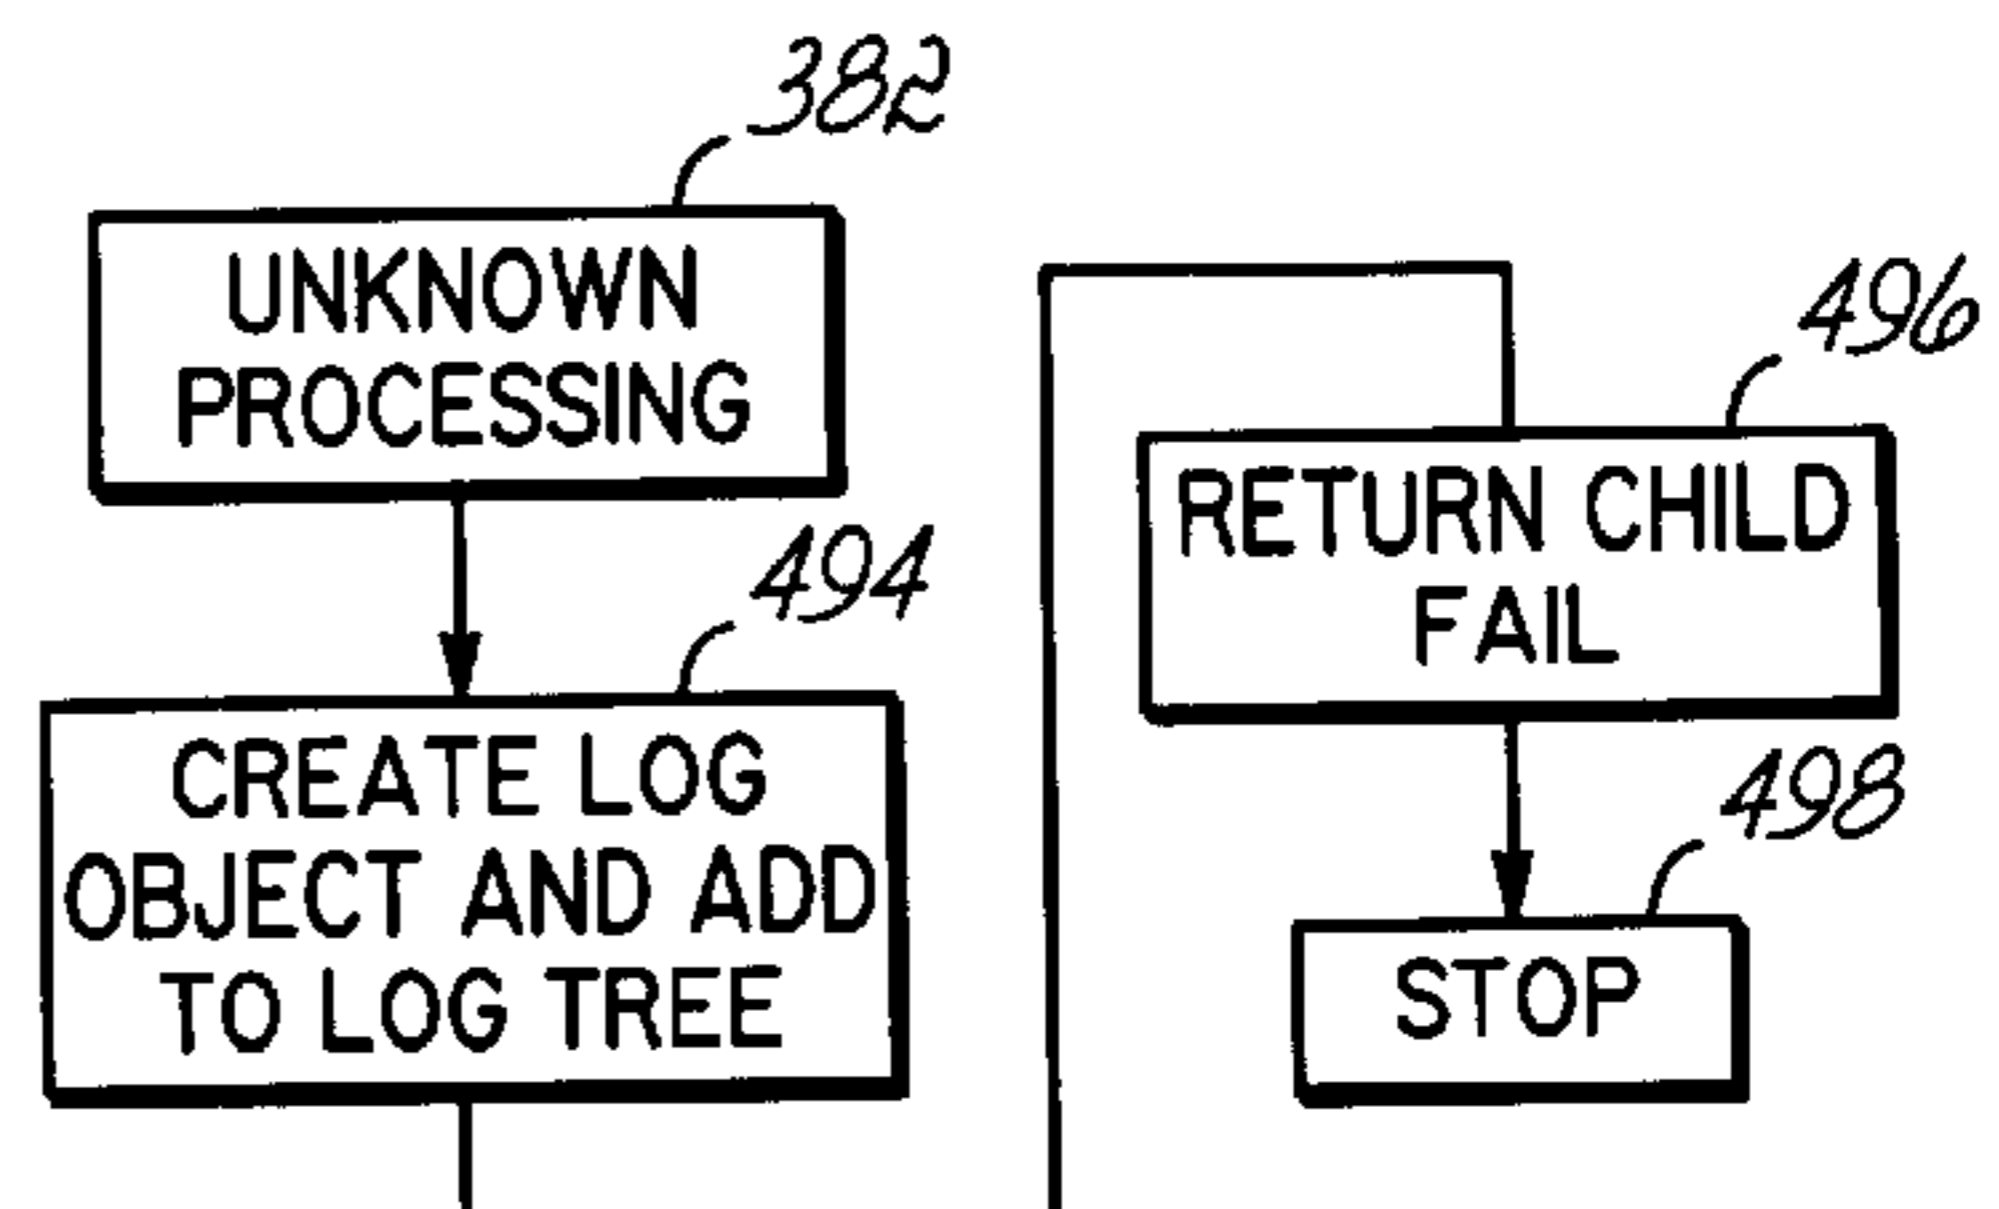 382
UNKNOWN
PROCESSING
494
CREATE LOG
OBJECT AND ADD
TO LOG TREE
496
RETURN CHILD
FAIL
498
STOP